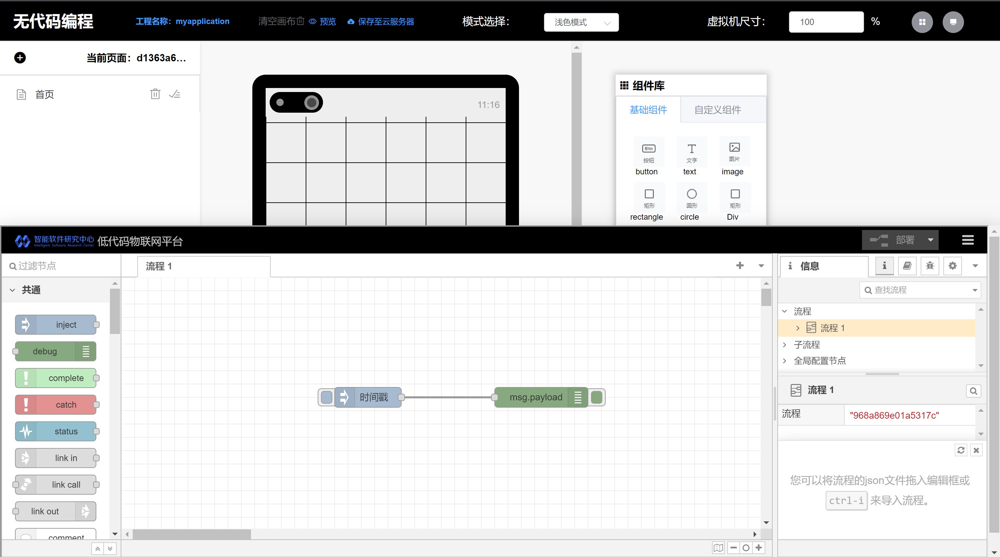 无代码编程
工程名称：myapplication
清空画布
预览
保存至云服务器
模式选择：
浅色模式
虚拟机尺寸：
100
%
当前页面：d1363a6...
首页
11:16
组件库
基础组件
自定义组件
Btn
按钮
button
文字
text
图片
image
矩形
rectangle
圆形
circle
矩形
Div
智能软件研究中心
Intelligent Software Research Center
低代码物联网平台
部署
过滤节点
流程 1
信息
共通
查找流程
inject
debug
complete
catch
status
link in
link call
link out
comment
时间戳
msg.payload
流程
流程 1
子流程
全局配置节点
流程 1
流程
"968a869e01a5317c"
您可以将流程的json文件拖入编辑框或
ctrl-i 来导入流程。